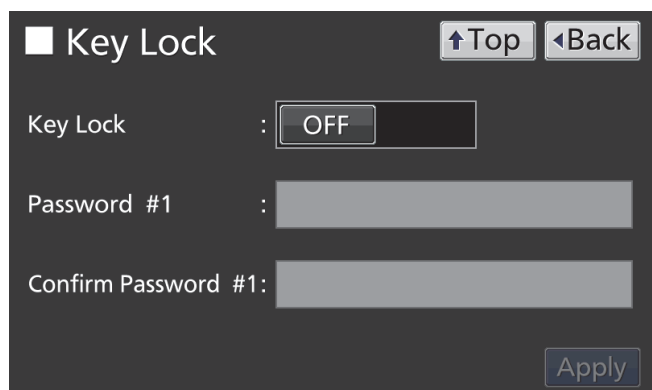 Key Lock
Top
Back
Key Lock : OFF
Password #1 :
Confirm Password #1:
Apply